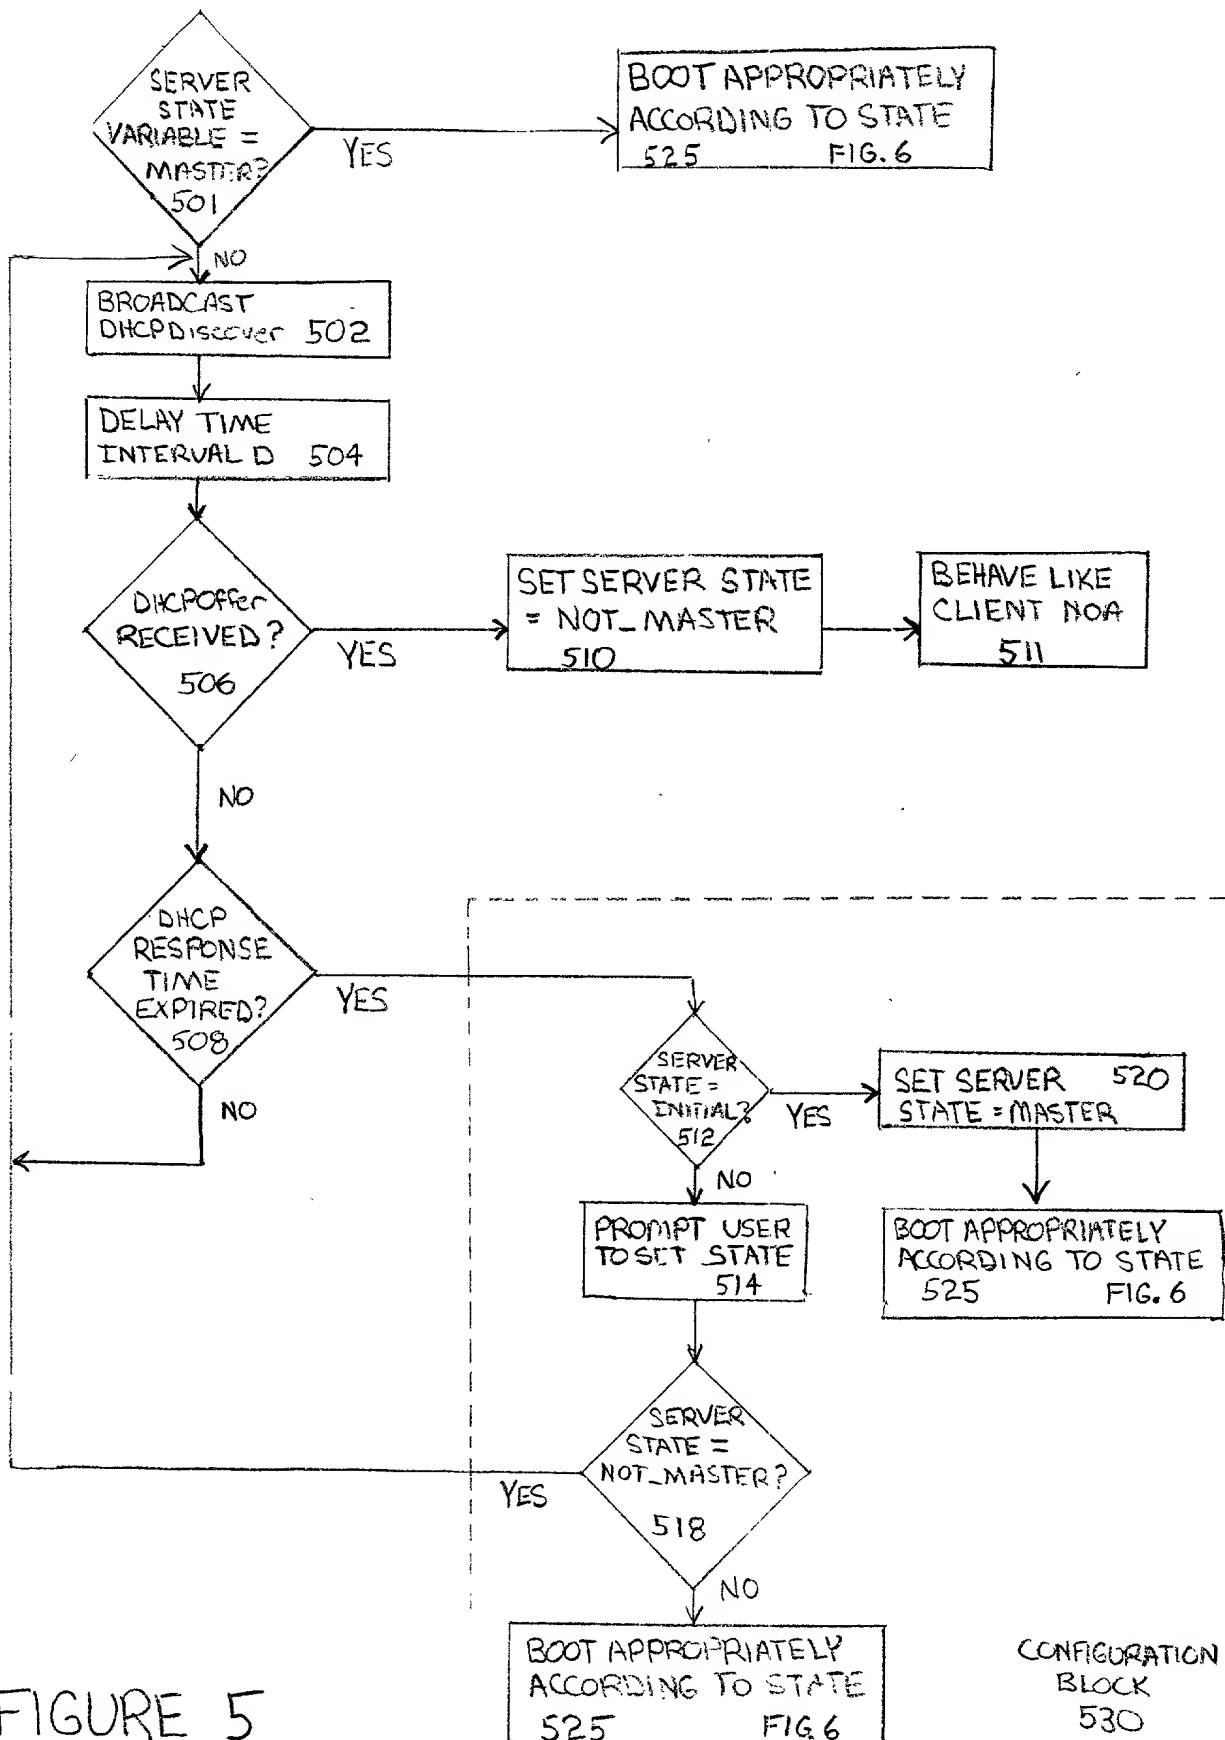 SERVER
STATE
VARIABLE =
MASTER?
501
YES
BOOT APPROPRIATELY
ACCORDING TO STATE
525 FIG. 6
NO
BROADCAST
DHCPDiscover 502
DELAY TIME
INTERVAL D 504
DHCPOffer
RECEIVED?
506
YES
SET SERVER STATE
= NOT_MASTER
510
BEHAVE LIKE
CLIENT NOA
511
NO
DHCP
RESPONSE
TIME
EXPIRED?
508
YES
NO
SERVER
STATE =
INITIAL?
512
YES
SET SERVER 520
STATE = MASTER
NO
PROMPT USER
TO SET STATE
514
BOOT APPROPRIATELY
ACCORDING TO STATE
525 FIG. 6
SERVER
STATE =
NOT_MASTER?
518
YES
NO
BOOT APPROPRIATELY
ACCORDING TO STATE
525 FIG 6
CONFIGURATION
BLOCK
530
FIGURE 5